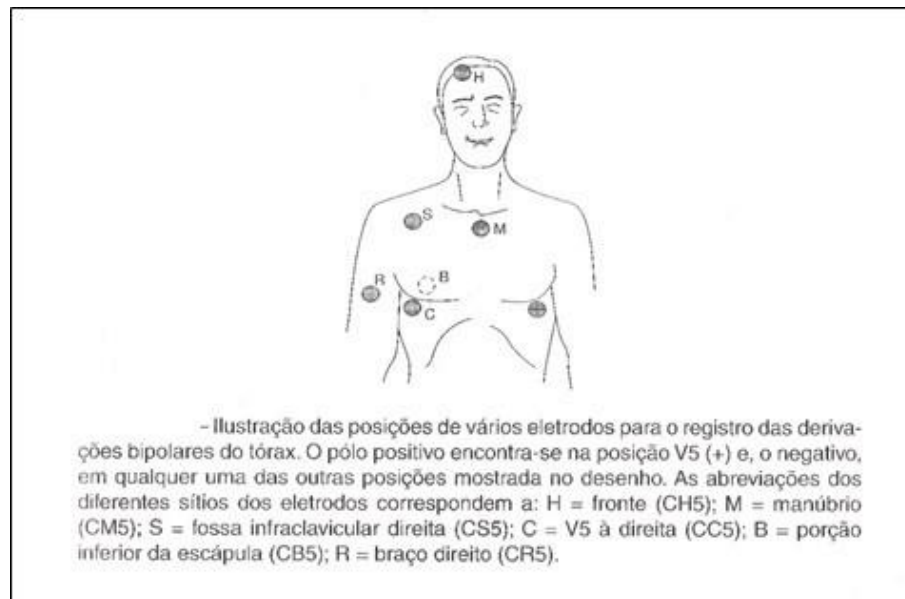 H
S
M
R
B
C
– Ilustração das posições de vários eletrodos para o registro das deriva-
ções bipolares do tórax. O pólo positivo encontra-se na posição V5 (+) e, o negativo,
em qualquer uma das outras posições mostrada no desenho. As abreviações dos
diferentes sítios dos eletrodos correspondem a: H = fronte (CH5); M = manúbrio
(CM5); S = fossa infraclavicular direita (CS5); C = V5 à direita (CC5); B = porção
inferior da escápula (CB5); R = braço direito (CR5).